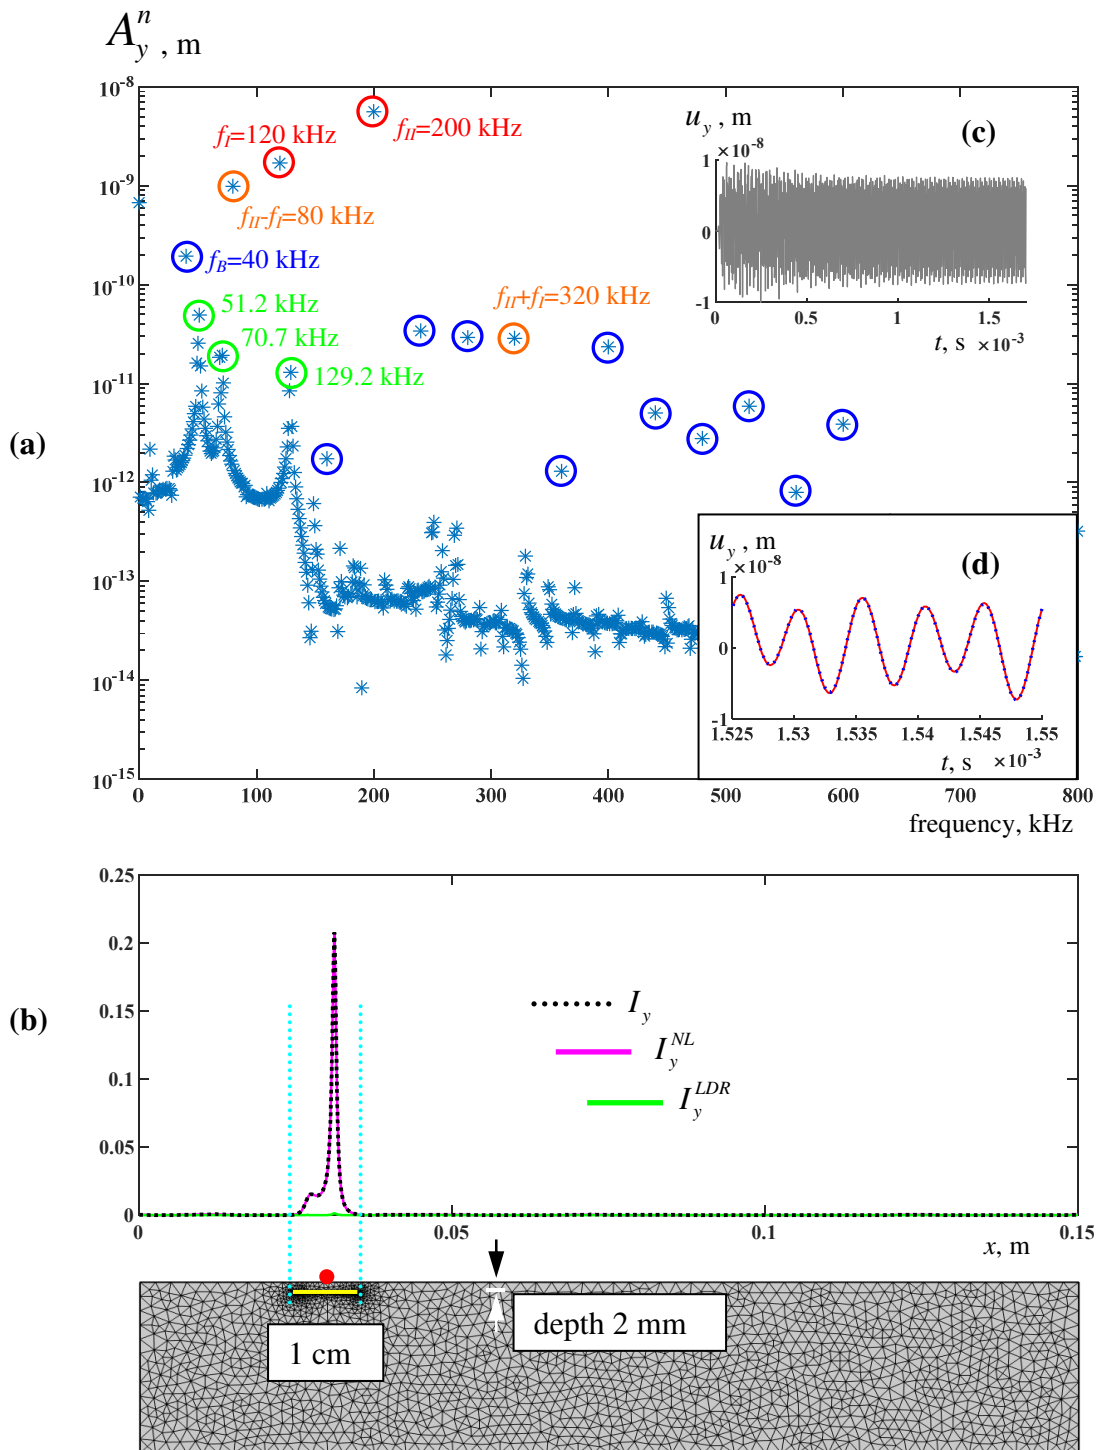 A_y^n , m
(a)
10^-8
10^-9
10^-10
10^-11
10^-12
10^-13
10^-14
10^-15
f_I=120 kHz
f_II=200 kHz
f_II-f_I=80 kHz
f_B=40 kHz
51.2 kHz
70.7 kHz
129.2 kHz
f_II+f_I=320 kHz
u_y , m
(c)
×10^-8
1
0
-1
0 0.5 1 1.5
t, s ×10^-3
u_y , m
(d)
×10^-8
1
0
-1
1.525 1.53 1.535 1.54 1.545 1.55
t, s ×10^-3
0 100 200 300 400 500 600 700 800
frequency, kHz
(b)
0.25
0.2
0.15
0.1
0.05
0
I_y
I_y^NL
I_y^LDR
0 0.05 0.1 0.15
x, m
depth 2 mm
1 cm